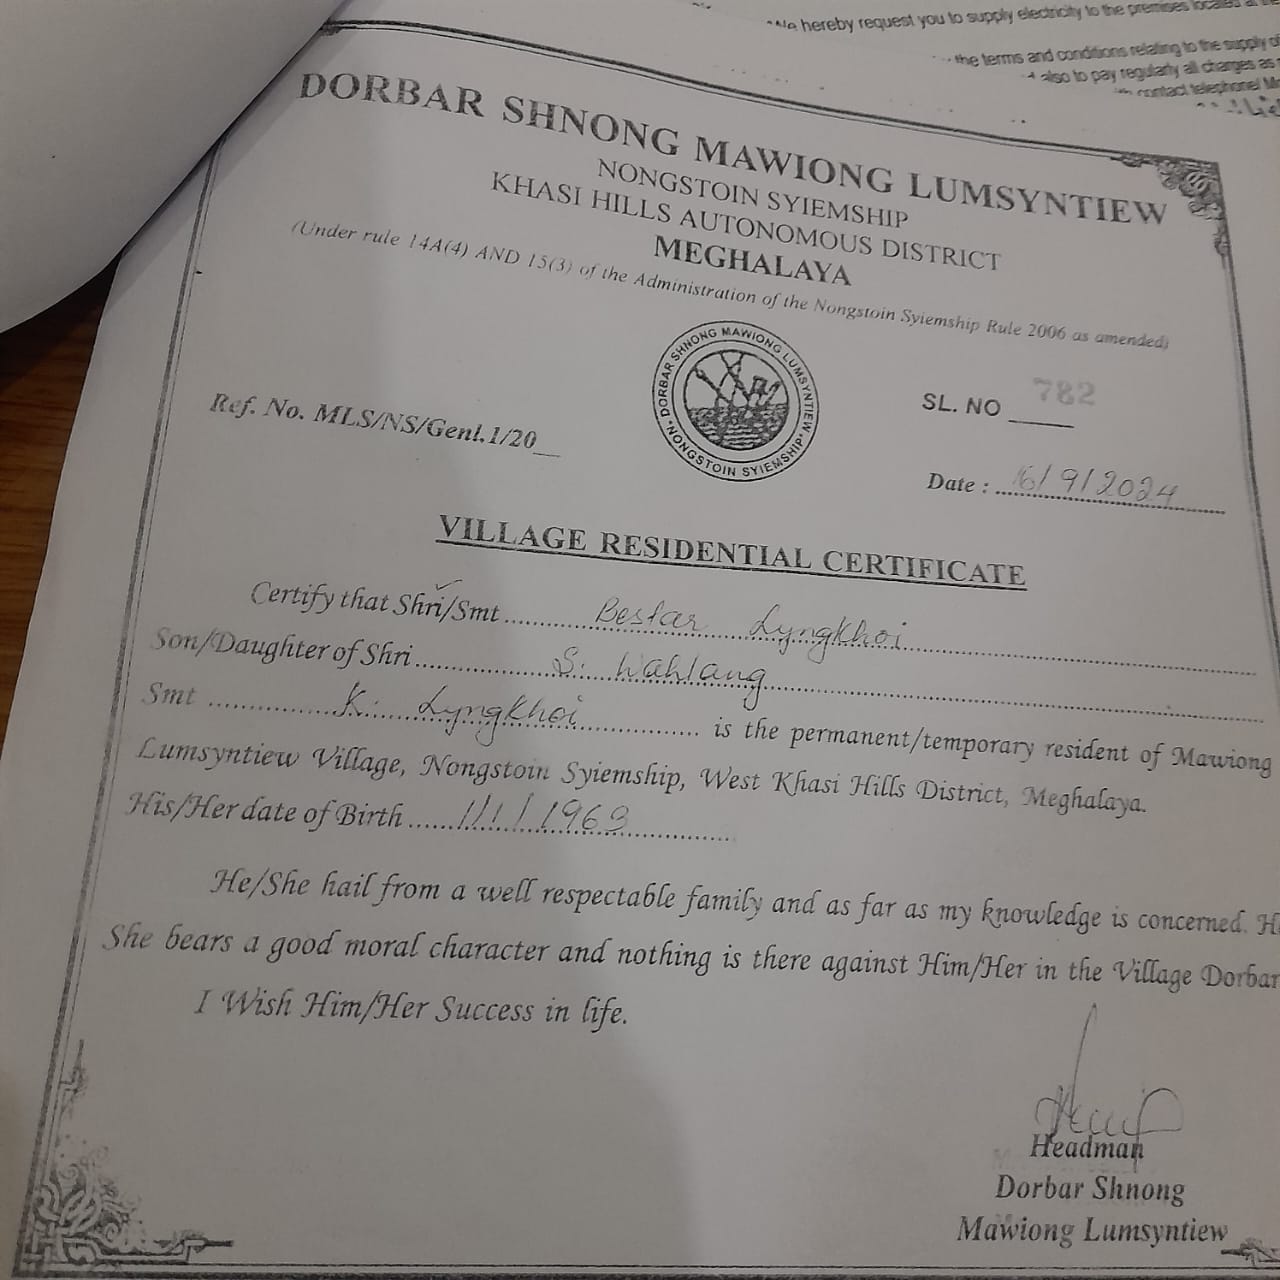 We hereby request you to supply electricity to the premises located at the
the terms and conditions relating to the supply of
also to pay regularly all charges as
contact telephone/ Mo
DORBAR SHNONG MAWIONG LUMSYNTIEW
NONGSTOIN SYIEMSHIP
KHASI HILLS AUTONOMOUS DISTRICT
MEGHALAYA
(Under rule 14A(4) AND 15(3) of the Administration of the Nongstoin Syiemship Rule 2006 as amended)
DORBAR SHNONG MAWIONG LUMSYNTIEW
NONGSTOIN SYIEMSHIP
SL. NO 782
Ref. No. MLS/NS/Genl.1/20__
Date : 16/9/2024
VILLAGE RESIDENTIAL CERTIFICATE
Certify that Shri/Smt Bestar Lyngkhoi
Son/Daughter of Shri S. Wahlang
Smt K. Lyngkhoi is the permanent/temporary resident of Mawiong
Lumsyntiew Village, Nongstoin Syiemship, West Khasi Hills District, Meghalaya.
His/Her date of Birth 1/1/1963
He/She hail from a well respectable family and as far as my knowledge is concerned. H
She bears a good moral character and nothing is there against Him/Her in the Village Dorbar
I Wish Him/Her Success in life.
Headman
Dorbar Shnong
Mawiong Lumsyntiew